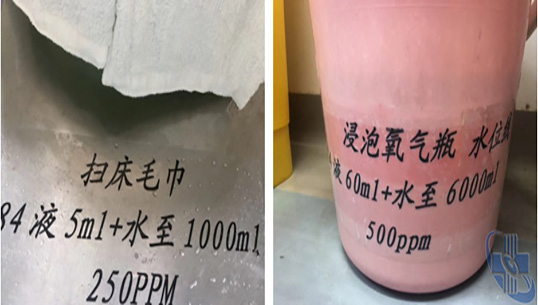 扫床毛巾
84液 5ml+水至 1000ml
250PPM
浸泡氧气瓶 水位线
液 60ml+水至 6000ml
500ppm